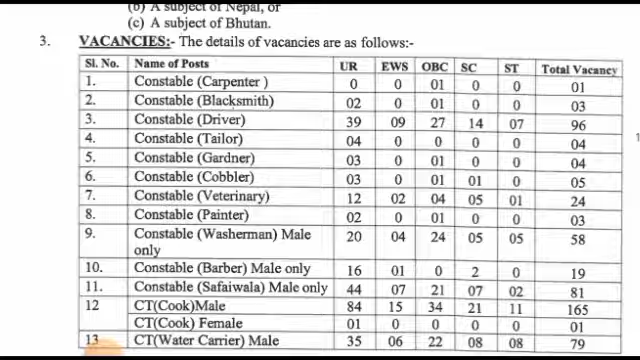 (b) A subject of Nepal, or
(c) A subject of Bhutan.
3. VACANCIES:- The details of vacancies are as follows:-
Sl. No. Name of Posts UR EWS OBC SC ST Total Vacancy
1. Constable (Carpenter ) 0 0 01 0 0 01
2. Constable (Blacksmith) 02 0 01 0 0 03
3. Constable (Driver) 39 09 27 14 07 96
4. Constable (Tailor) 04 0 0 0 0 04
5. Constable (Gardner) 03 0 01 0 0 04
6. Constable (Cobbler) 03 0 01 01 0 05
7. Constable (Veterinary) 12 02 04 05 01 24
8. Constable (Painter) 02 0 01 0 0 03
9. Constable (Washerman) Male 20 04 24 05 05 58
only
10. Constable (Barber) Male only 16 01 0 2 0 19
11. Constable (Safaiwala) Male only 44 07 21 07 02 81
12 CT(Cook)Male 84 15 34 21 11 165
CT(Cook) Female 01 0 0 0 0 01
13 CT(Water Carrier) Male 35 06 22 08 08 79